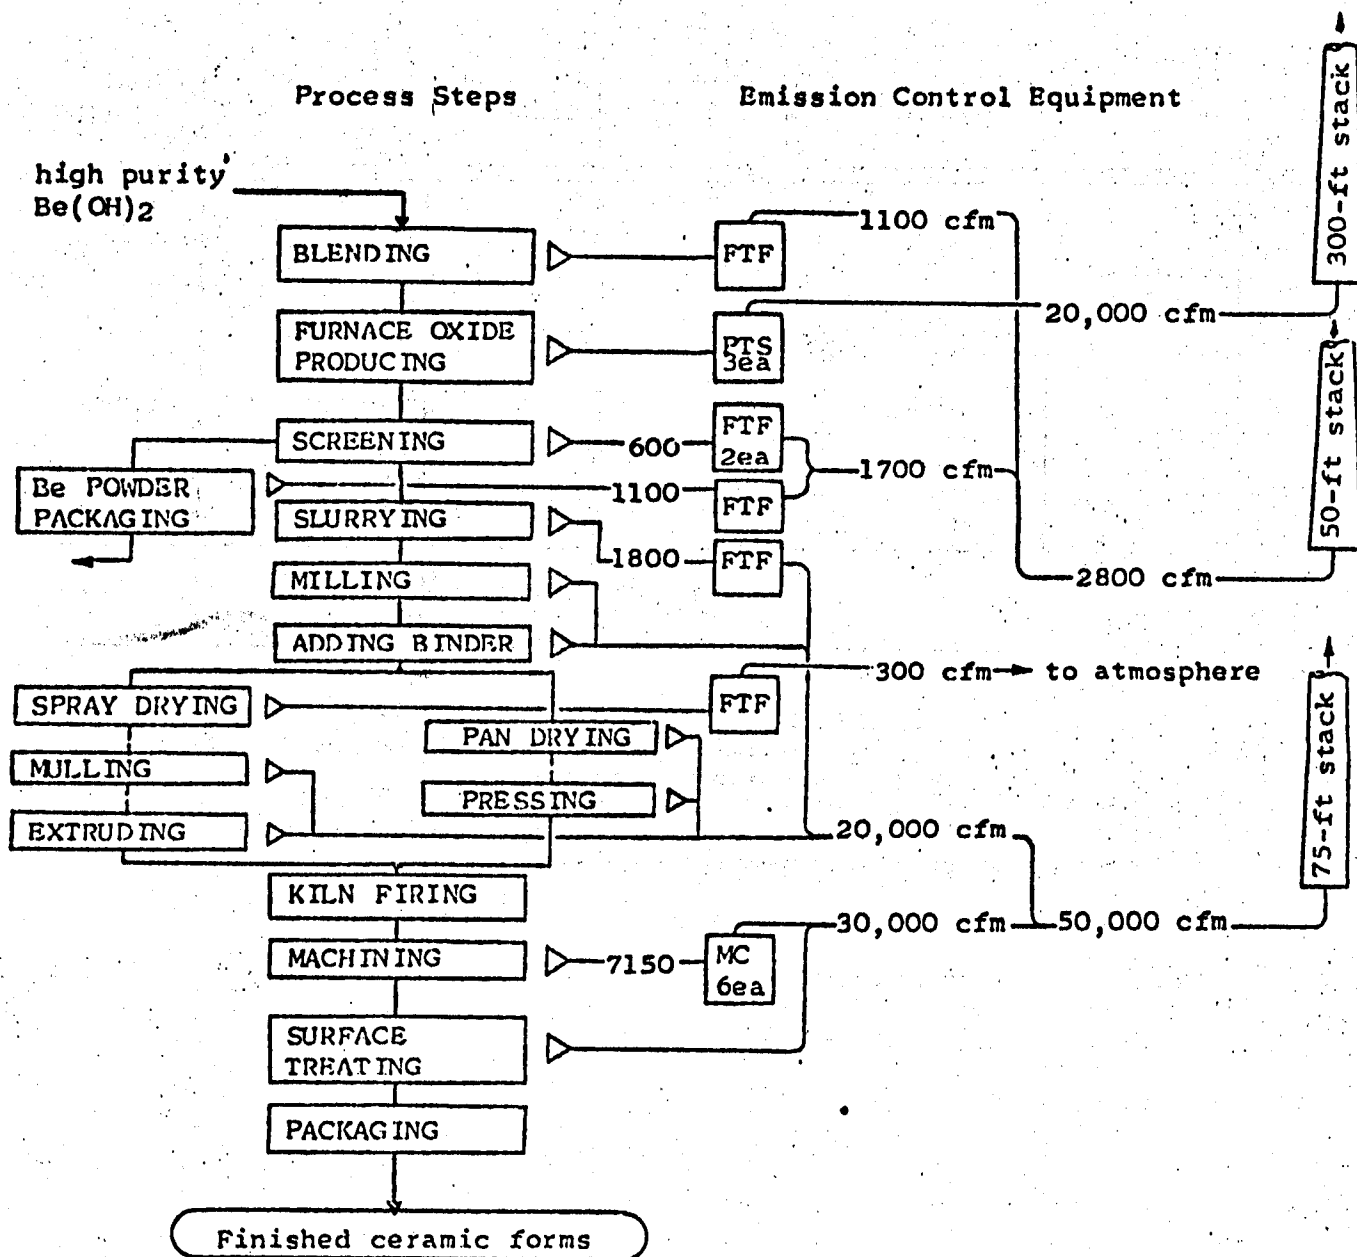 Process Steps
Emission Control Equipment
300-ft stack
high purity
Be(OH)2
BLENDING
FTF
1100 cfm
FURNACE OXIDE
PRODUCING
PTS
3ea
20,000 cfm
50-ft stack
SCREENING
600
FTF
2ea
1700 cfm
Be POWDER
PACKAGING
1100
FTF
SLURRYING
1800
FTF
2800 cfm
MILLING
ADDING BINDER
300 cfm
to atmosphere
SPRAY DRYING
FTF
PAN DRYING
75-ft stack
MULLING
PRESSING
EXTRUDING
20,000 cfm
KILN FIRING
30,000 cfm
50,000 cfm
MACHINING
7150
MC
6ea
SURFACE
TREATING
PACKAGING
Finished ceramic forms